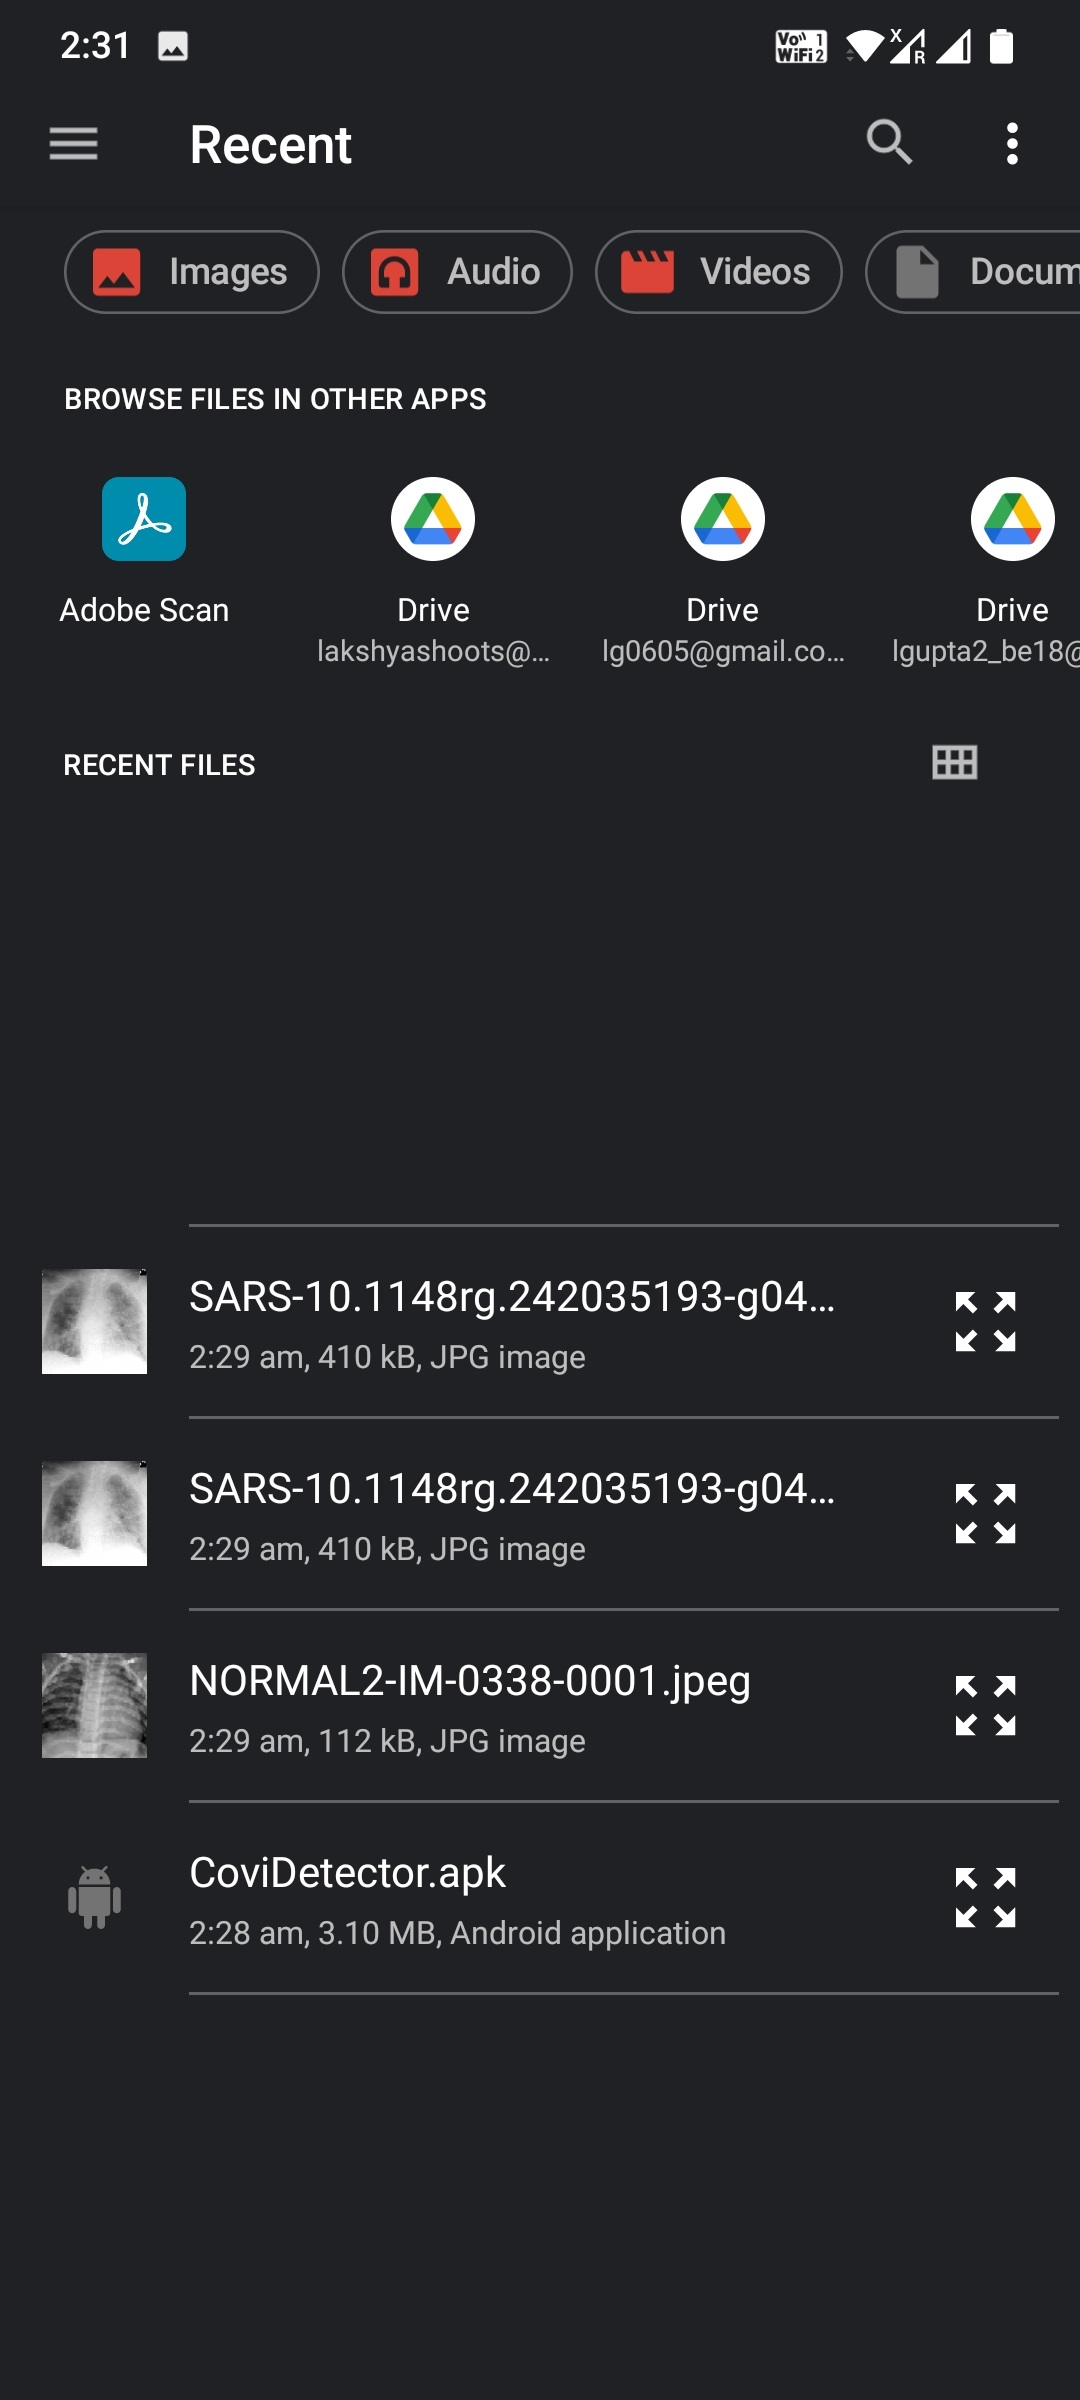 2:31
Vo 1
WiFi 2
X
R
Recent
Images
Audio
Videos
Docum
BROWSE FILES IN OTHER APPS
Adobe Scan
Drive
lakshyashoots@...
Drive
lg0605@gmail.co...
Drive
lgupta2_be18@
RECENT FILES
SARS-10.1148rg.242035193-g04...
2:29 am, 410 kB, JPG image
SARS-10.1148rg.242035193-g04...
2:29 am, 410 kB, JPG image
NORMAL2-IM-0338-0001.jpeg
2:29 am, 112 kB, JPG image
CoviDetector.apk
2:28 am, 3.10 MB, Android application